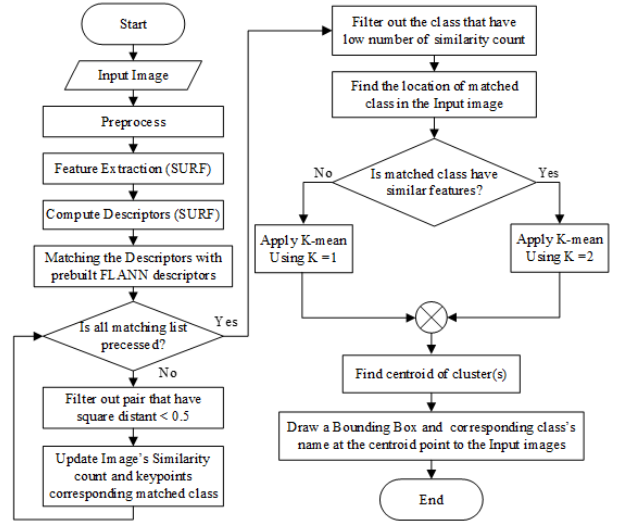 Start
Input Image
Preprocess
Feature Extraction (SURF)
Compute Descriptors (SURF)
Matching the Descriptors with
prebuilt FLANN descriptors
Is all matching list
precessed?
Yes
No
Filter out pair that have
square distant < 0.5
Update Image's Similarity
count and keypoints
corresponding matched class
Filter out the class that have
low number of similarity count
Find the location of matched
class in the Input image
Is matched class have
similar features?
No
Yes
Apply K-mean
Using K =1
Apply K-mean
Using K =2
Find centroid of cluster(s)
Draw a Bounding Box and corresponding class's
name at the centroid point to the Input images
End